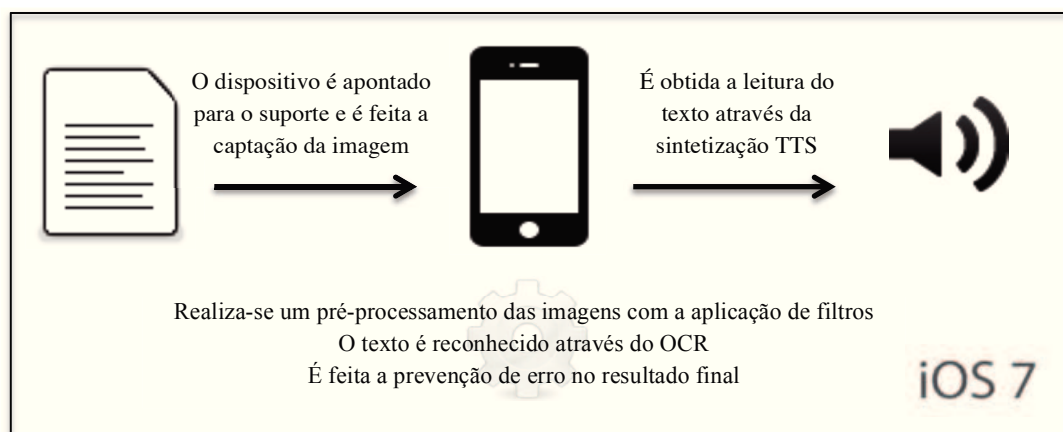 O dispositivo é apontado
para o suporte e é feita a
captação da imagem
É obtida a leitura do
texto através da
sintetização TTS
Realiza-se um pré-processamento das imagens com a aplicação de filtros
O texto é reconhecido através do OCR
É feita a prevenção de erro no resultado final
iOS 7